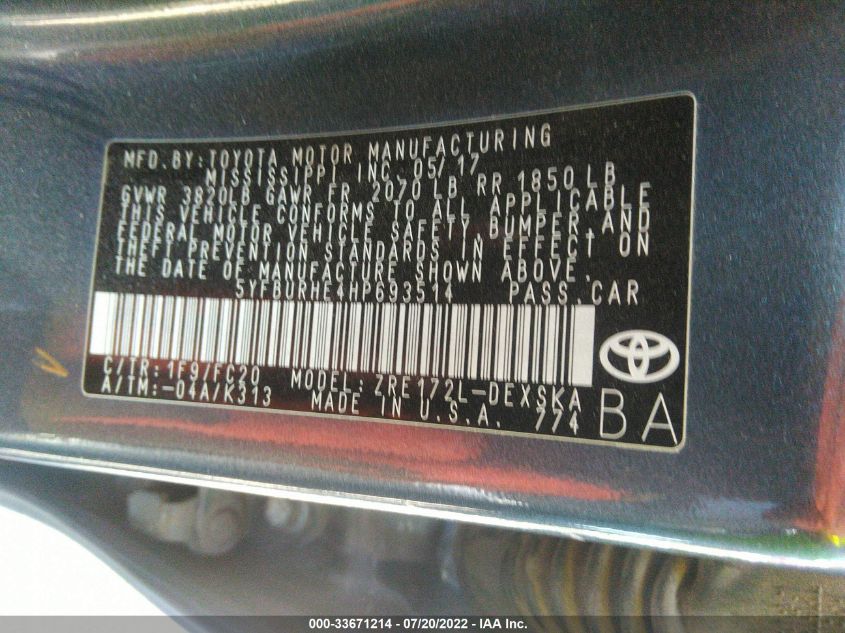 MFD.BY:TOYOTA MOTOR MANUFACTURING
MISSISSIPPI INC.05/17
GVWR 3820LB GAWR FR 2070 LB RR 1850LB
THIS VEHICLE CONFORMS TO ALL APPLICABLE
FEDERAL MOTOR VEHICLE SAFETY BUMPER,AND
THEFT PREVENTION STANDARDS IN EFFECT ON
THE DATE OF MANUFACTURE SHOWN ABOVE.
5YFBURHE4HP693514 PASS.CAR
C/TR:1F9/FC20 MODEL:ZRE172L-DEXSKA
A/TM:-04A/K313 MADE IN U.S.A. 774
BA
000-33671214 - 07/20/2022 - IAA Inc.